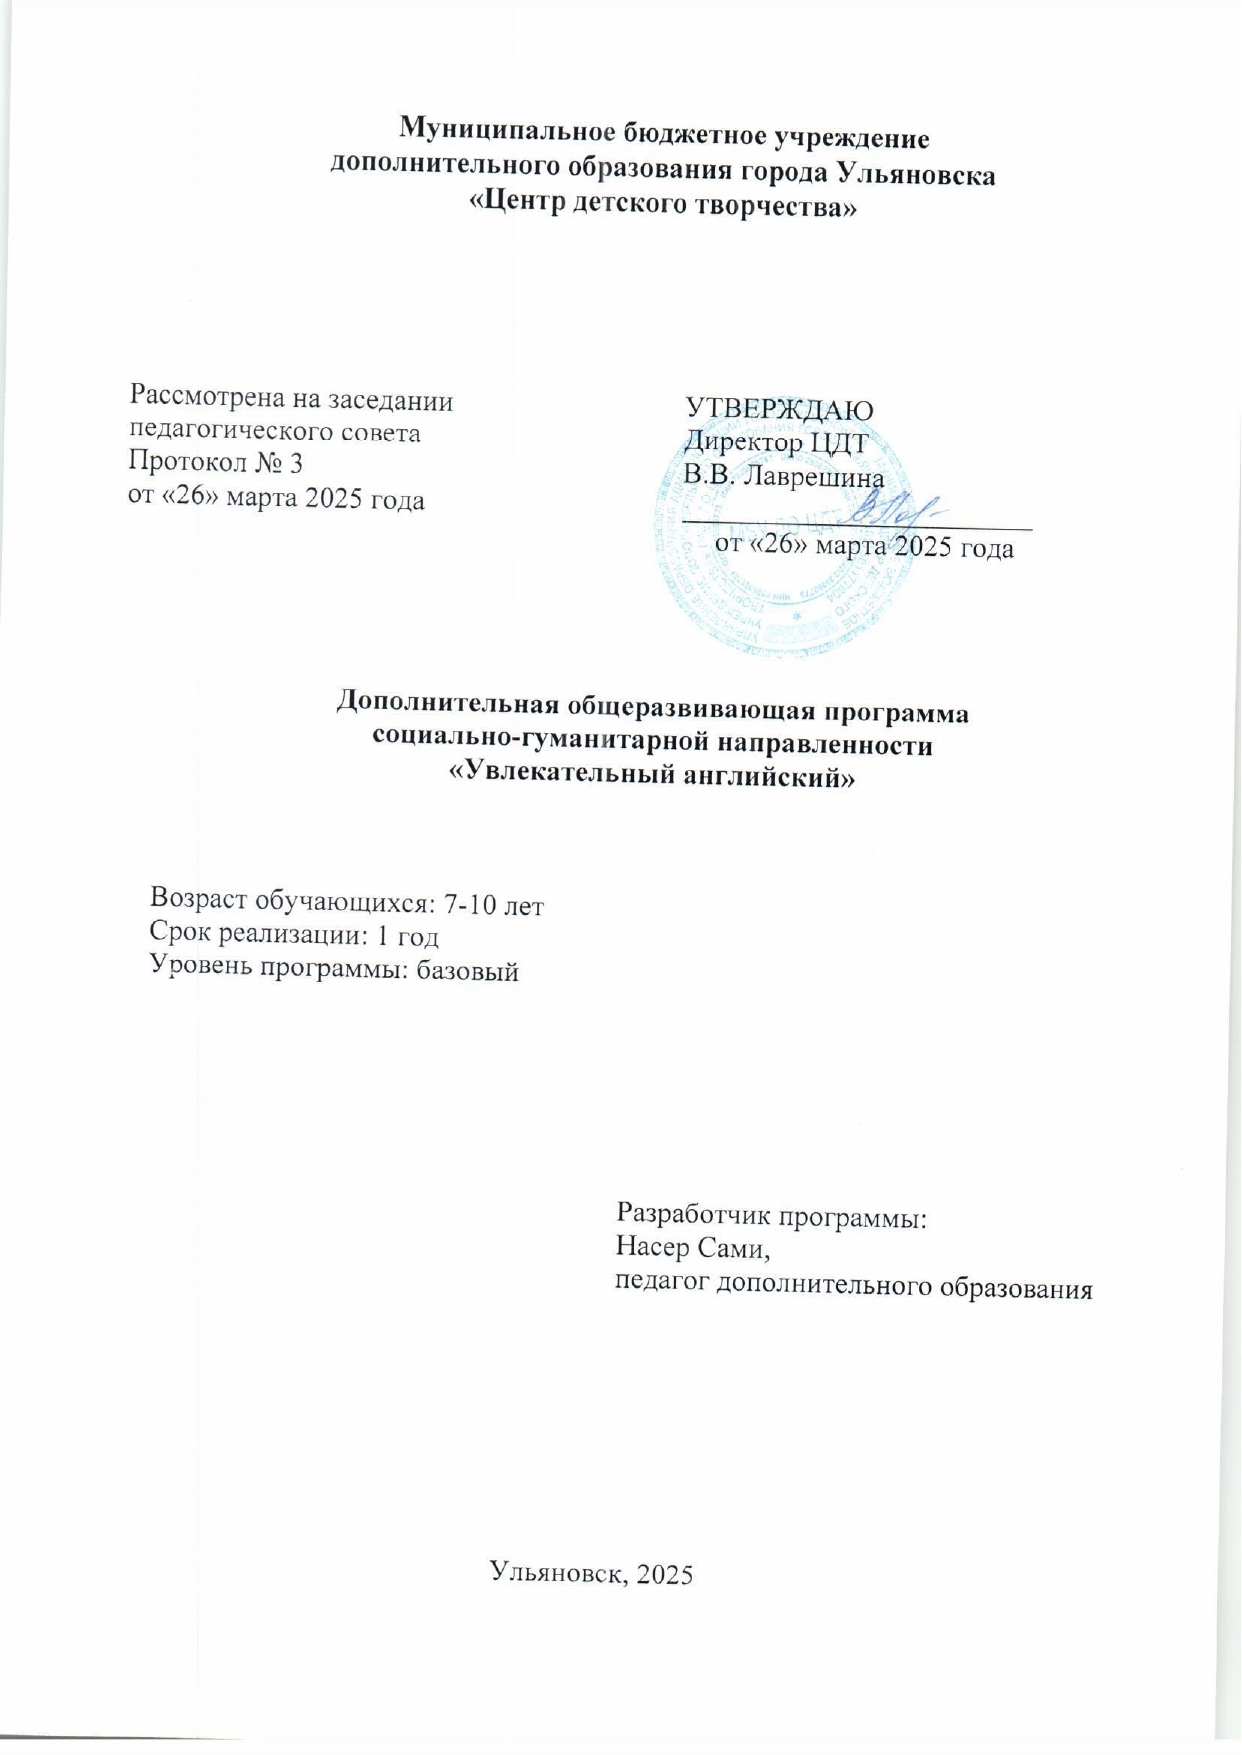 Муниципальное бюджетное учреждение
дополнительного образования города Ульяновска
«Центр детского творчества»
Рассмотрена на заседании
педагогического совета
Протокол № 3
от «26» марта 2025 года
УТВЕРЖДАЮ
Директор ЦДТ
В.В. Лаврешина
от «26» марта 2025 года
Дополнительная общеразвивающая программа
социально-гуманитарной направленности
«Увлекательный английский»
Возраст обучающихся: 7-10 лет
Срок реализации: 1 год
Уровень программы: базовый
Разработчик программы:
Насер Сами,
педагог дополнительного образования
Ульяновск, 2025